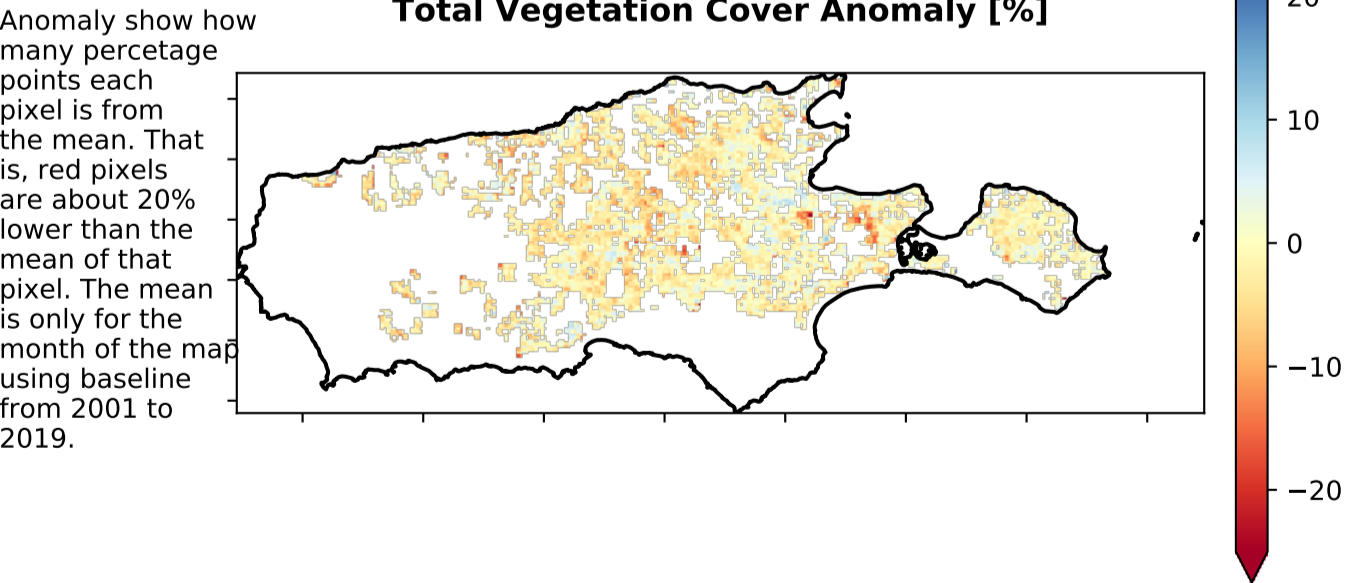 Total Vegetation Cover Anomaly [%]
Anomaly show how
many percetage
points each
pixel is from
the mean. That
is, red pixels
are about 20%
lower than the
mean of that
pixel. The mean
is only for the
month of the map
using baseline
from 2001 to
2019.
20
10
0
−10
−20